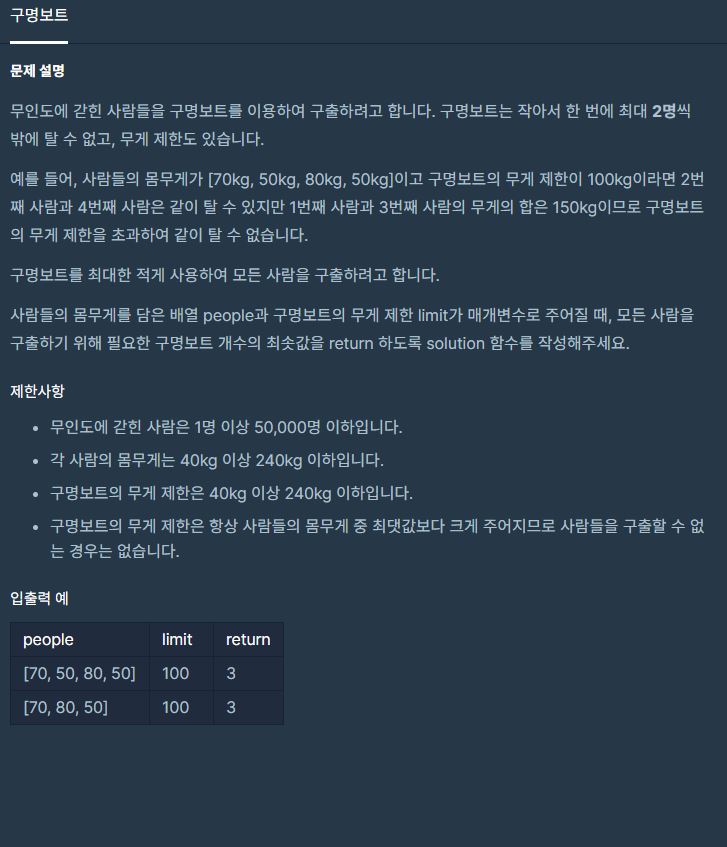 구명보트
문제 설명
무인도에 갇힌 사람들을 구명보트를 이용하여 구출하려고 합니다. 구명보트는 작아서 한 번에 최대 2명씩
밖에 탈 수 없고, 무게 제한도 있습니다.
예를 들어, 사람들의 몸무게가 [70kg, 50kg, 80kg, 50kg]이고 구명보트의 무게 제한이 100kg이라면 2번
째 사람과 4번째 사람은 같이 탈 수 있지만 1번째 사람과 3번째 사람의 무게의 합은 150kg이므로 구명보트
의 무게 제한을 초과하여 같이 탈 수 없습니다.
구명보트를 최대한 적게 사용하여 모든 사람을 구출하려고 합니다.
사람들의 몸무게를 담은 배열 people과 구명보트의 무게 제한 limit가 매개변수로 주어질 때, 모든 사람을
구출하기 위해 필요한 구명보트 개수의 최솟값을 return 하도록 solution 함수를 작성해주세요.
제한사항
• 무인도에 갇힌 사람은 1명 이상 50,000명 이하입니다.
• 각 사람의 몸무게는 40kg 이상 240kg 이하입니다.
• 구명보트의 무게 제한은 40kg 이상 240kg 이하입니다.
• 구명보트의 무게 제한은 항상 사람들의 몸무게 중 최댓값보다 크게 주어지므로 사람들을 구출할 수 없
는 경우는 없습니다.
입출력 예
people limit return
[70, 50, 80, 50] 100 3
[70, 80, 50] 100 3